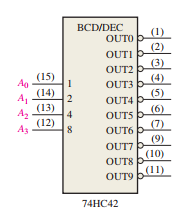 BCD/DEC
OUT0 (1)
OUT1 (2)
OUT2 (3)
A₀ (15) 1 OUT3 (4)
A₁ (14) 2 OUT4 (5)
A₂ (13) 4 OUT5 (6)
A₃ (12) 8 OUT6 (7)
OUT7 (9)
OUT8 (10)
OUT9 (11)
74HC42